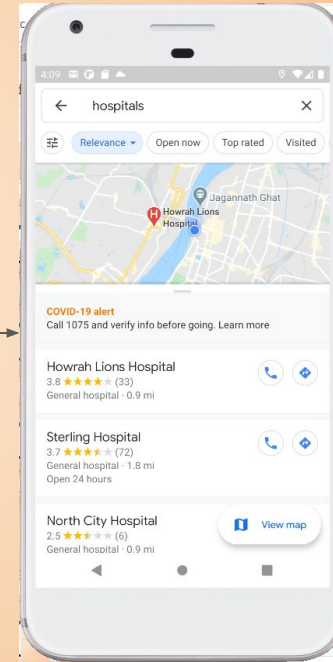 4:09
hospitals
Relevance
Open now
Top rated
Visited
Jagannath Ghat
Howrah Lions
Hospital
COVID-19 alert
Call 1075 and verify info before going. Learn more
Howrah Lions Hospital
3.8 ★★★★★ (33)
General hospital · 0.9 mi
Sterling Hospital
3.7 ★★★★★ (72)
General hospital · 1.8 mi
Open 24 hours
North City Hospital
2.5 ★★★★★ (6)
General hospital · 0.9 mi
View map